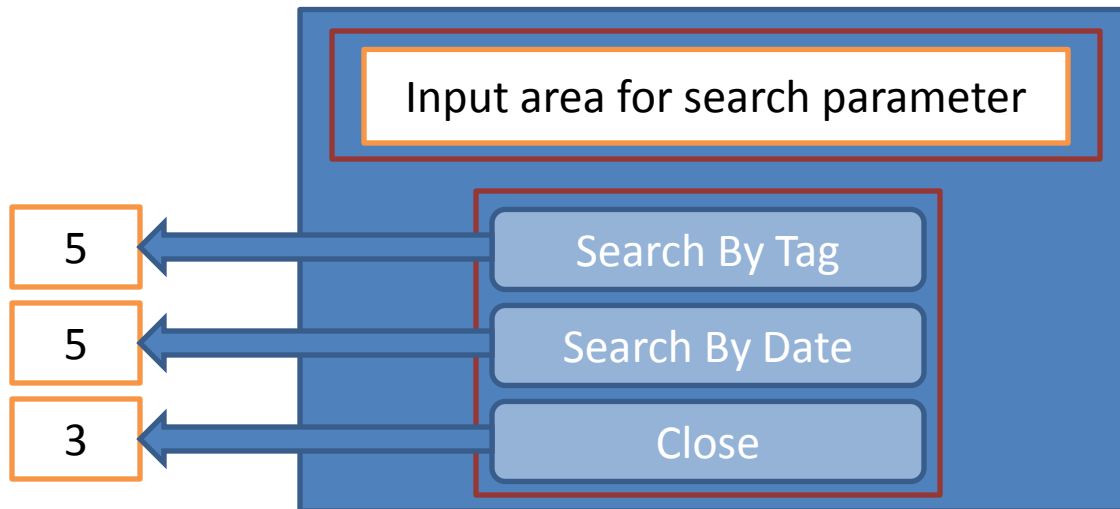 Input area for search parameter
5
Search By Tag
5
Search By Date
3
Close